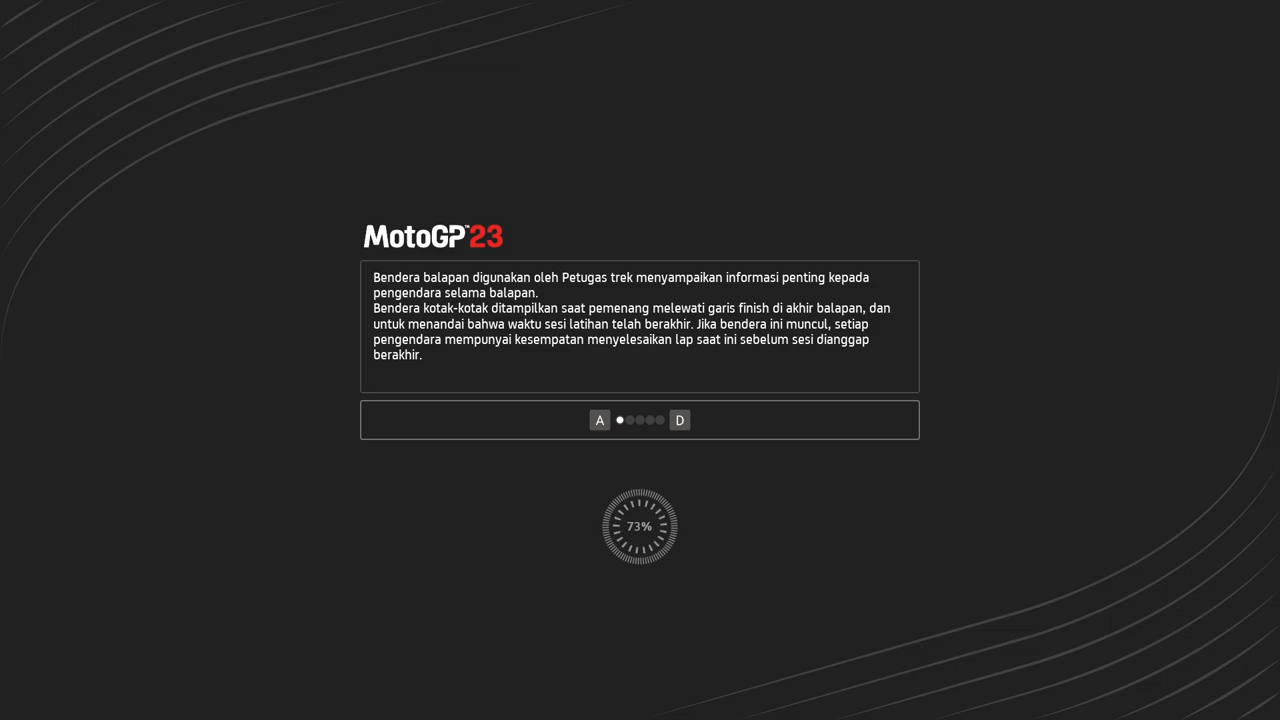 MotoGP™23
Bendera balapan digunakan oleh Petugas trek menyampaikan informasi penting kepada
pengendara selama balapan.
Bendera kotak-kotak ditampilkan saat pemenang melewati garis finish di akhir balapan, dan
untuk menandai bahwa waktu sesi latihan telah berakhir. Jika bendera ini muncul, setiap
pengendara mempunyai kesempatan menyelesaikan lap saat ini sebelum sesi dianggap
berakhir.
A D
73%